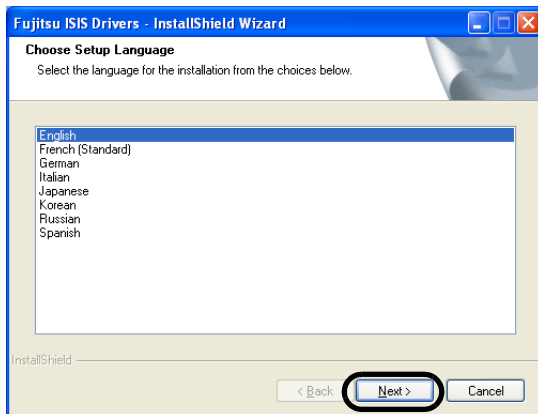 Fujitsu ISIS Drivers - InstallShield Wizard
Choose Setup Language
Select the language for the installation from the choices below.
English
French (Standard)
German
Italian
Japanese
Korean
Russian
Spanish
InstallShield
< Back
Next >
Cancel